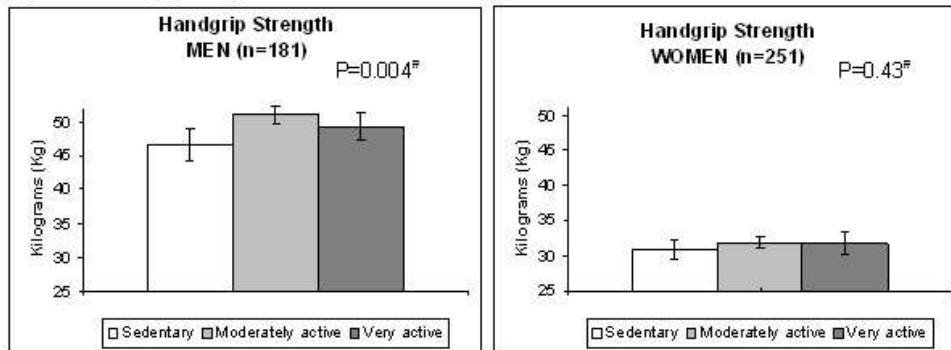 Handgrip Strength
MEN (n=181)
P=0.004#
Kilograms (Kg)
50
45
40
35
30
25
Sedentary Moderately active Very active
Handgrip Strength
WOMEN (n=251)
P=0.43#
Kilograms (Kg)
50
45
40
35
30
25
Sedentary Moderately active Very active